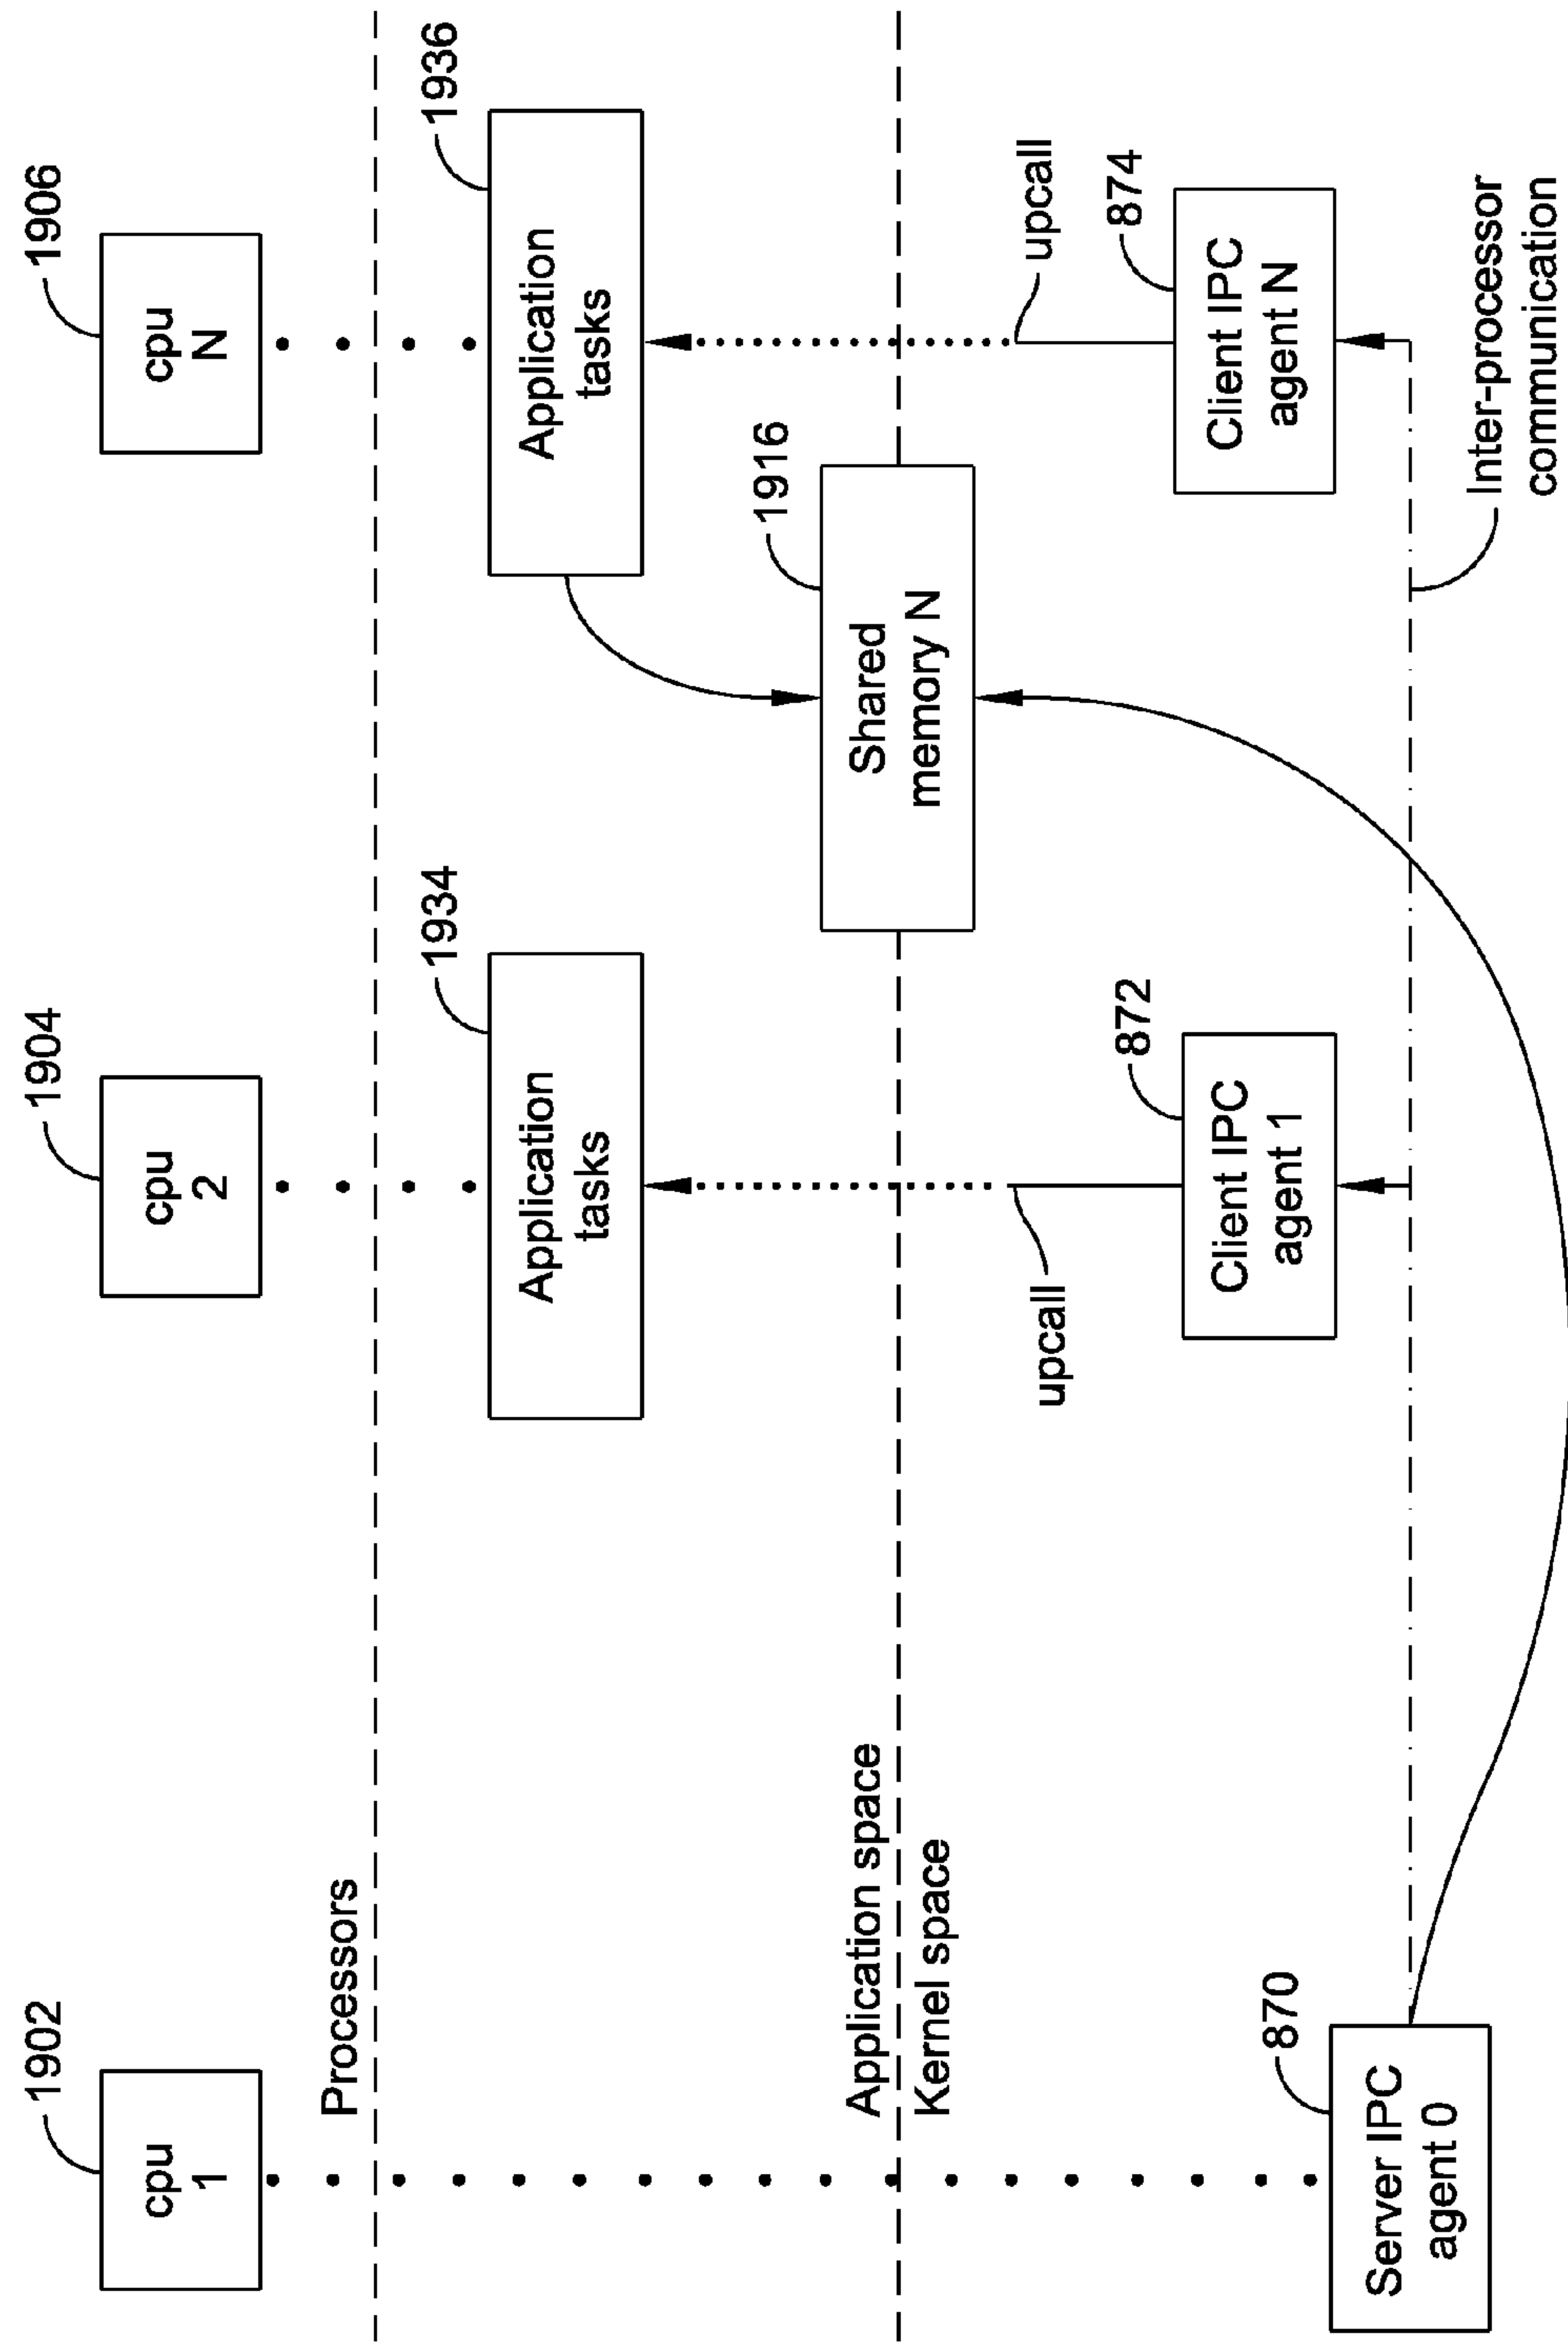 1902
cpu
1
1904
cpu
2
1906
cpu
N
Processors
1934
Application
tasks
1936
Application
tasks
1916
Shared
memory N
Application space
Kernel space
upcall
upcall
870
Server IPC
agent 0
872
Client IPC
agent 1
874
Client IPC
agent N
Inter-processor
communication